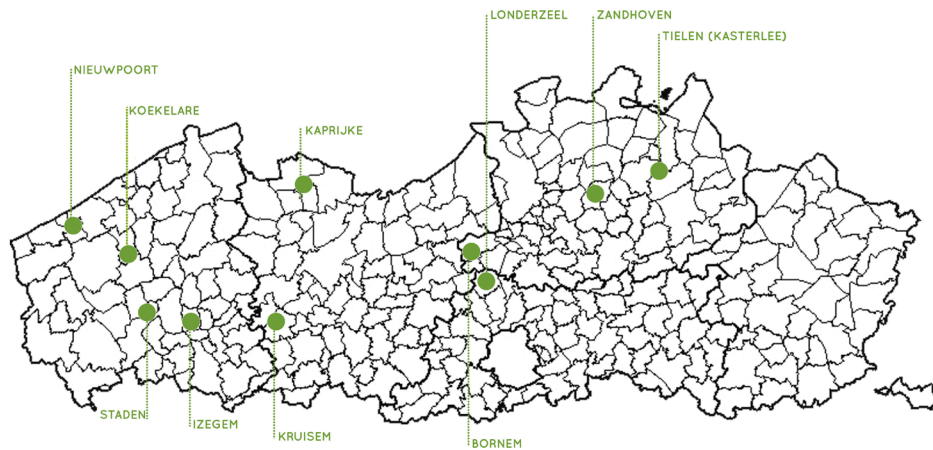 LONDERZEEL
ZANDHOVEN
TIELEN (KASTERLEE)
NIEUWPOORT
KOEKELARE
KAPRIJKE
STADEN
IZEGEM
KRUISEM
BORNEM